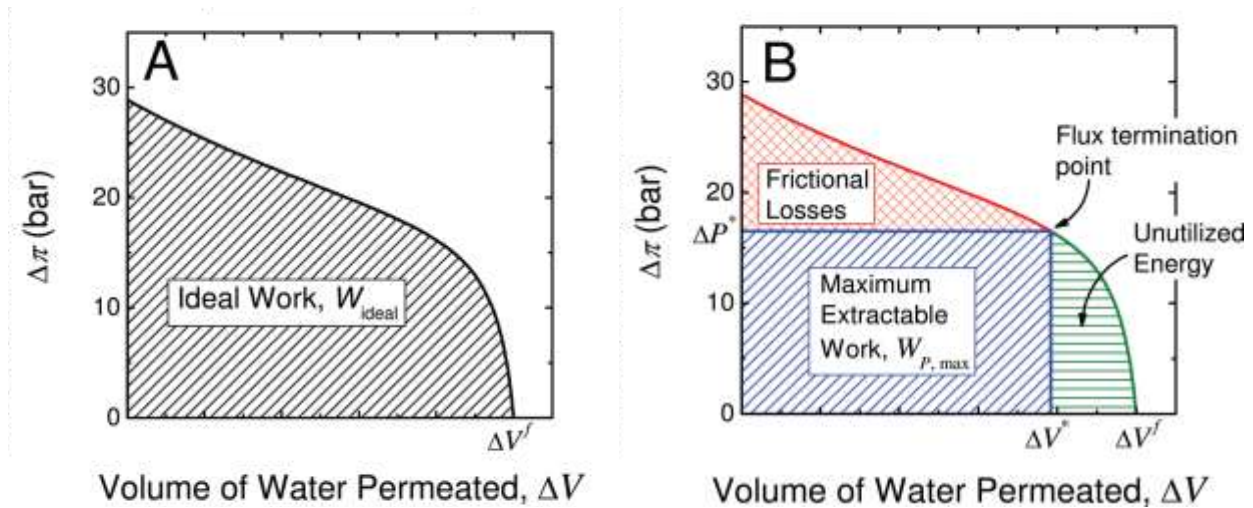 A
30
20
10
0
Δπ (bar)
Ideal Work, W_ideal
ΔV^f
Volume of Water Permeated, ΔV
B
30
20
ΔP*
10
0
Δπ (bar)
Frictional
Losses
Flux termination
point
Unutilized
Energy
Maximum
Extractable
Work, W_P, max
ΔV*
ΔV^f
Volume of Water Permeated, ΔV